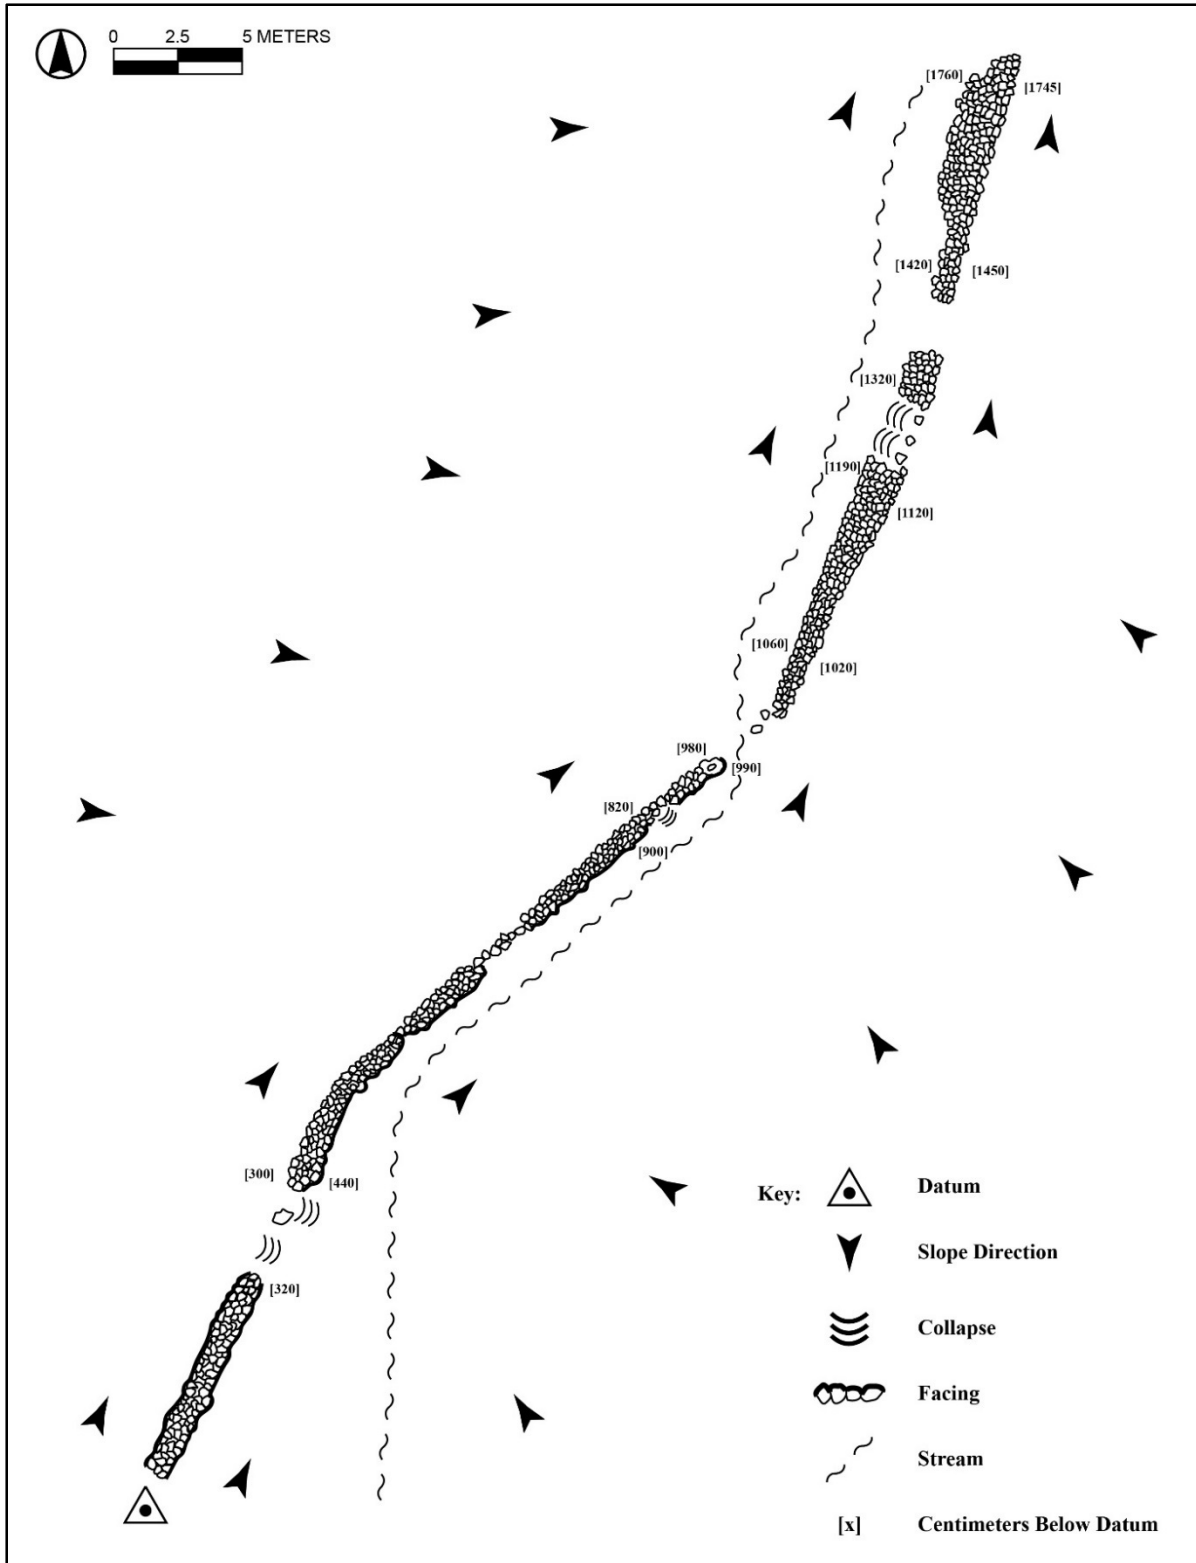 0 2.5 5 METERS
[1760]
[1745]
[1420]
[1450]
[1320]
[1190]
[1120]
[1060]
[1020]
[980]
[990]
[820]
[900]
[300]
[440]
[320]
Key:
Datum
Slope Direction
Collapse
Facing
Stream
[x] Centimeters Below Datum